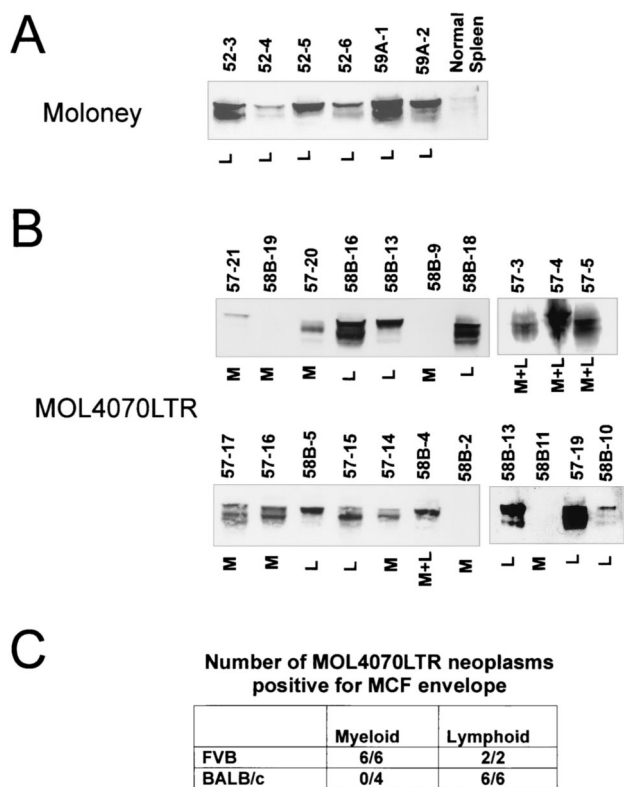 A
52-3 52-4 52-5 52-6 59A-1 59A-2 Normal Spleen
Moloney
L L L L L L
B
57-21 58B-19 57-20 58B-16 58B-13 58B-9 58B-18 57-3 57-4 57-5
M M M L L M L M+L M+L M+L
MOL4070LTR
57-17 57-16 58B-5 57-15 57-14 58B-4 58B-2 58B-13 58B11 57-19 58B-10
M M L L M M+L M L M L L
C
Number of MOL4070LTR neoplasms
positive for MCF envelope
Myeloid Lymphoid
FVB 6/6 2/2
BALB/c 0/4 6/6